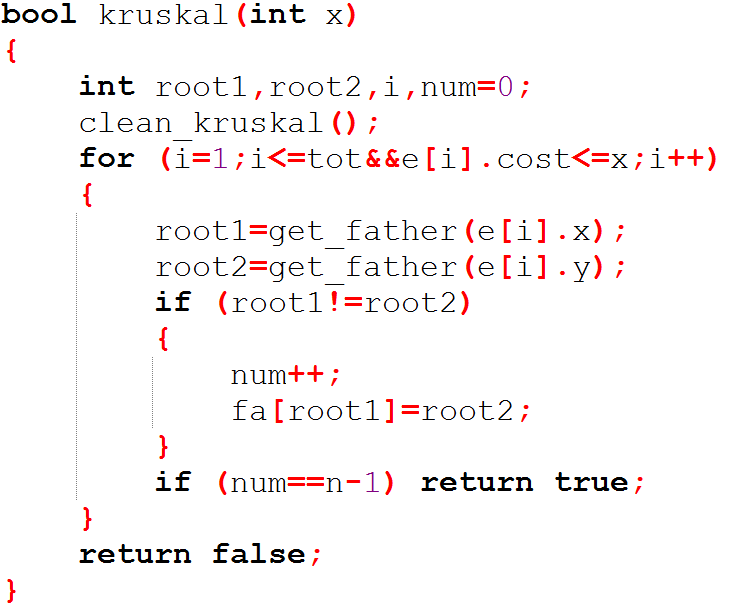 bool kruskal(int x)
{
    int root1,root2,i,num=0;
    clean_kruskal();
    for (i=1;i<=tot&&e[i].cost<=x;i++)
    {
        root1=get_father(e[i].x);
        root2=get_father(e[i].y);
        if (root1!=root2)
        {
            num++;
            fa[root1]=root2;
        }
        if (num==n-1) return true;
    }
    return false;
}